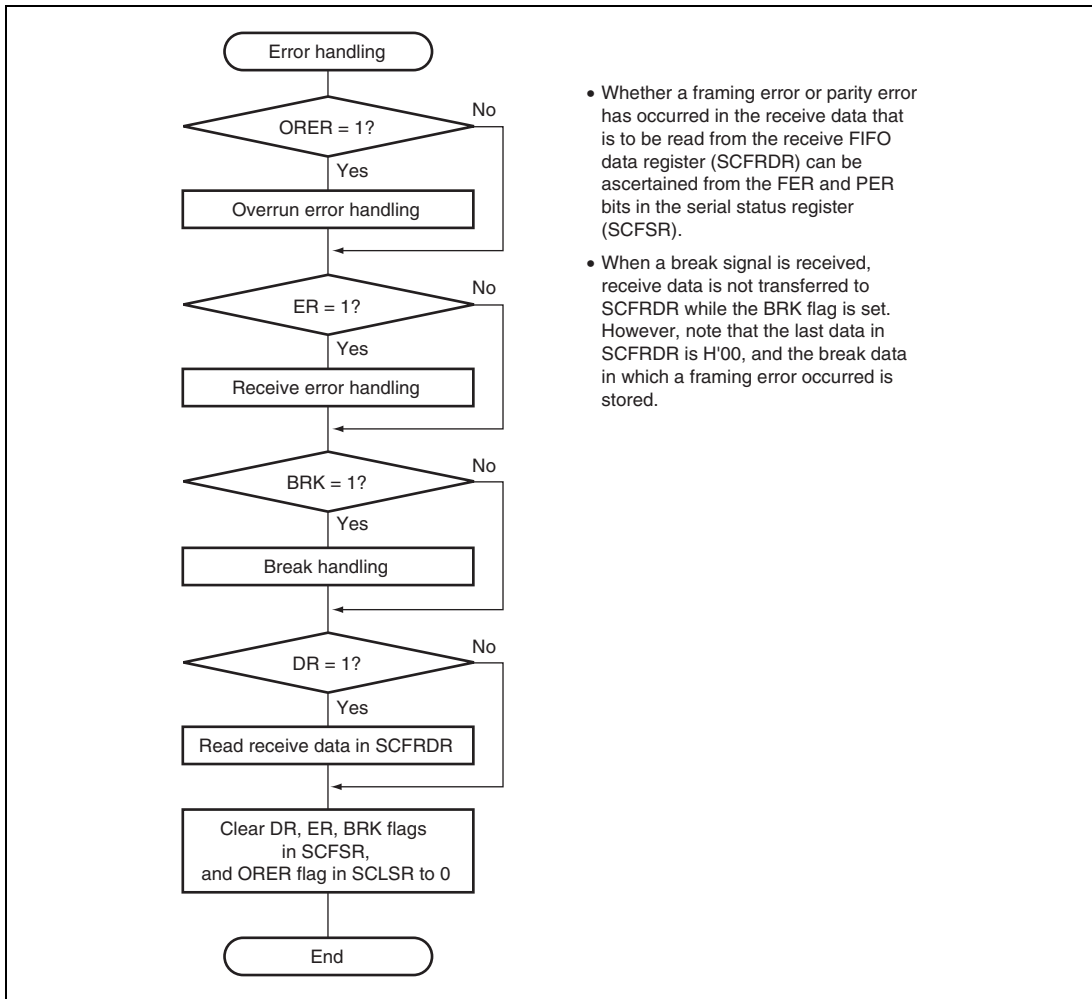 Error handling
No
ORER = 1?
Yes
Overrun error handling
No
ER = 1?
Yes
Receive error handling
No
BRK = 1?
Yes
Break handling
No
DR = 1?
Yes
Read receive data in SCFRDR
Clear DR, ER, BRK flags
in SCFSR,
and ORER flag in SCLSR to 0
End
• Whether a framing error or parity error
has occurred in the receive data that
is to be read from the receive FIFO
data register (SCFRDR) can be
ascertained from the FER and PER
bits in the serial status register
(SCFSR).
• When a break signal is received,
receive data is not transferred to
SCFRDR while the BRK flag is set.
However, note that the last data in
SCFRDR is H'00, and the break data
in which a framing error occurred is
stored.